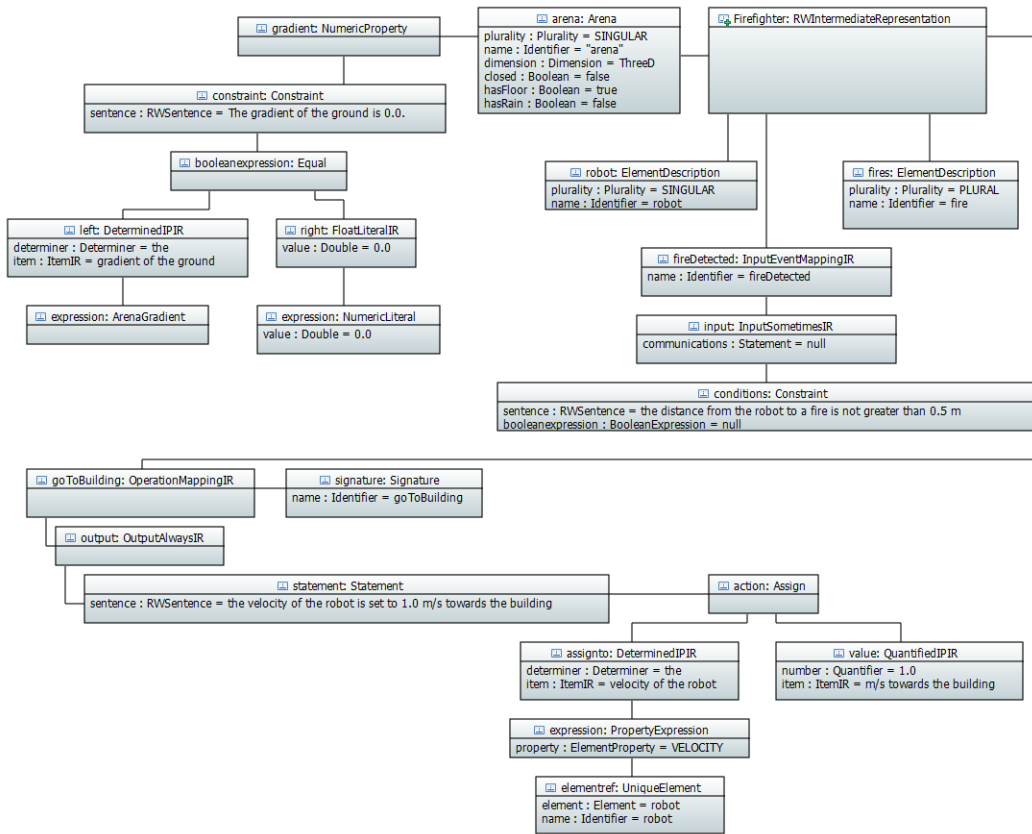 gradient: NumericProperty
arena: Arena
plurality : Plurality = SINGULAR
name : Identifier = "arena"
dimension : Dimension = ThreeD
closed : Boolean = false
hasFloor : Boolean = true
hasRain : Boolean = false
Firefighter: RWIntermediateRepresentation
constraint: Constraint
sentence : RWSentence = The gradient of the ground is 0.0.
booleanexpression: Equal
robot: ElementDescription
plurality : Plurality = SINGULAR
name : Identifier = robot
fires: ElementDescription
plurality : Plurality = PLURAL
name : Identifier = fire
left: DeterminedIPIR
determiner : Determiner = the
item : ItemIR = gradient of the ground
right: FloatLiteralIR
value : Double = 0.0
fireDetected: InputEventMappingIR
name : Identifier = fireDetected
expression: ArenaGradient
expression: NumericLiteral
value : Double = 0.0
input: InputSometimesIR
communications : Statement = null
conditions: Constraint
sentence : RWSentence = the distance from the robot to a fire is not greater than 0.5 m
booleanexpression : BooleanExpression = null
goToBuilding: OperationMappingIR
signature: Signature
name : Identifier = goToBuilding
output: OutputAlwaysIR
statement: Statement
sentence : RWSentence = the velocity of the robot is set to 1.0 m/s towards the building
action: Assign
assignto: DeterminedIPIR
determiner : Determiner = the
item : ItemIR = velocity of the robot
value: QuantifiedIPIR
number : Quantifier = 1.0
item : ItemIR = m/s towards the building
expression: PropertyExpression
property : ElementProperty = VELOCITY
elementref: UniqueElement
element : Element = robot
name : Identifier = robot